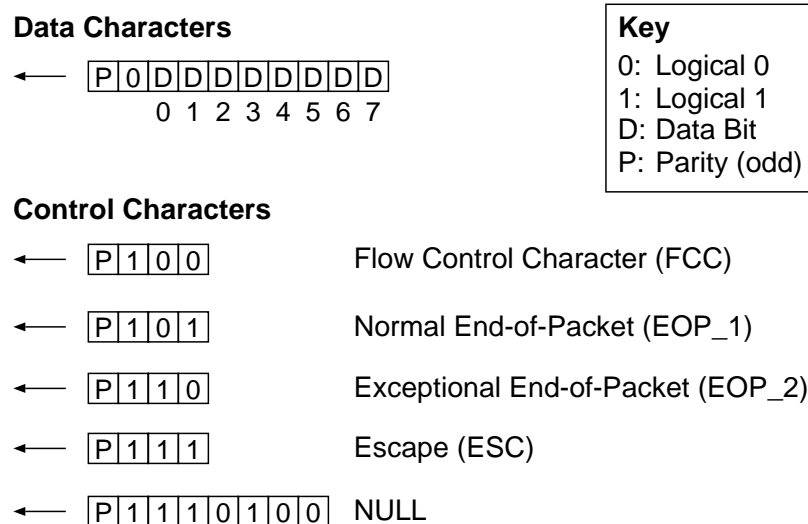 Data Characters
P 0 D D D D D D D D
0 1 2 3 4 5 6 7
Key
0: Logical 0
1: Logical 1
D: Data Bit
P: Parity (odd)
Control Characters
P 1 0 0 Flow Control Character (FCC)
P 1 0 1 Normal End-of-Packet (EOP_1)
P 1 1 0 Exceptional End-of-Packet (EOP_2)
P 1 1 1 Escape (ESC)
P 1 1 1 0 1 0 0 NULL